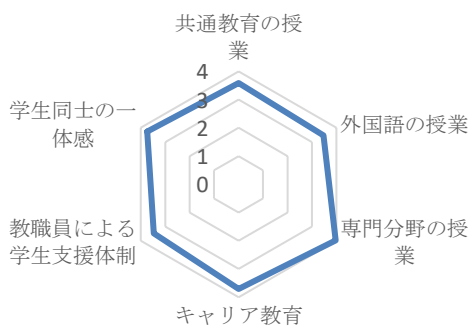 共通教育の授
業
外国語の授業
専門分野の授
業
キャリア教育
教職員による
学生支援体制
学生同士の一
体感
4
3
2
1
0